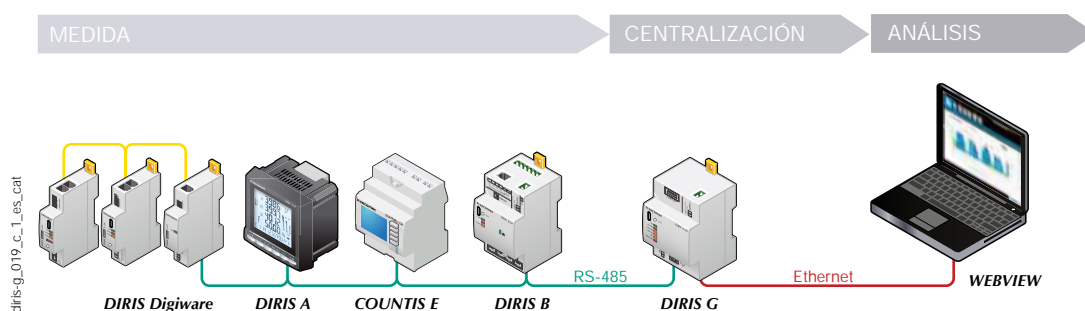 MEDIDA
CENTRALIZACIÓN
ANÁLISIS
diris-g_019_c_1_es_cat
RS-485
Ethernet
DIRIS Digiware
DIRIS A
COUNTIS E
DIRIS B
DIRIS G
WEBVIEW